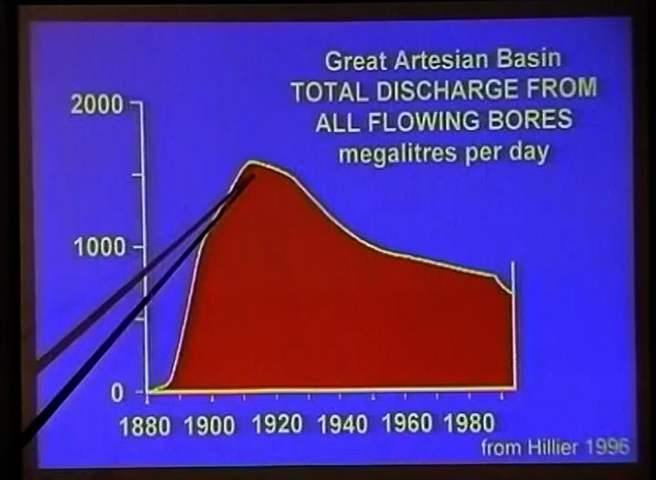 Great Artesian Basin
TOTAL DISCHARGE FROM
ALL FLOWING BORES
megalitres per day
2000
1000
0
1880 1900 1920 1940 1960 1980
from Hillier 1996